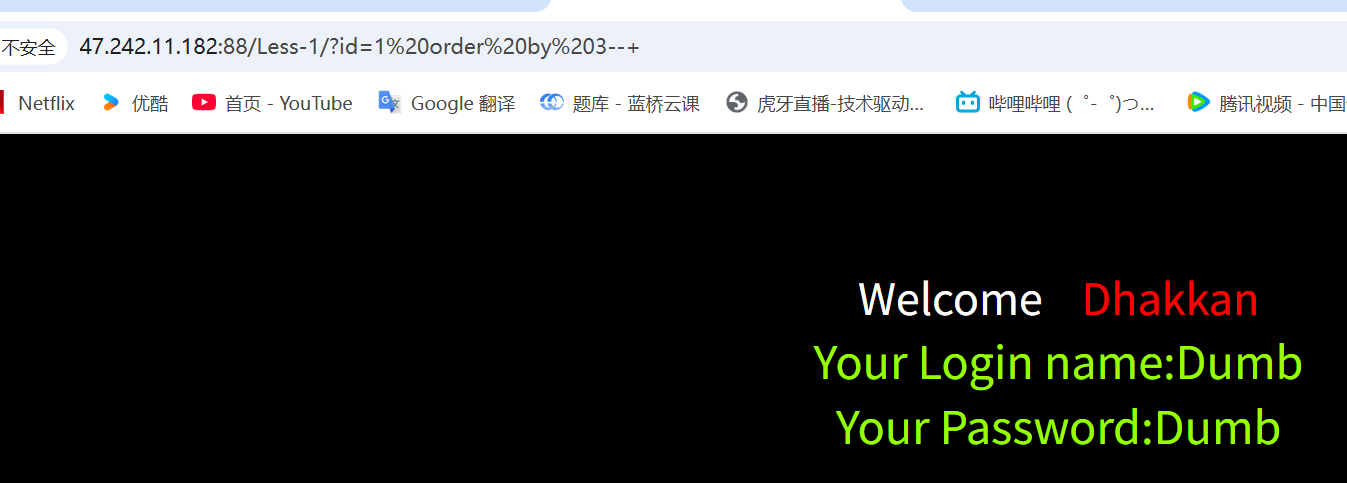 不安全 47.242.11.182:88/Less-1/?id=1%20order%20by%203--+
Netflix 优酷 首页 - YouTube Google 翻译 题库 - 蓝桥云课 虎牙直播-技术驱动... 哔哩哔哩 (゜-゜)つ... 腾讯视频 - 中国
Welcome Dhakkan
Your Login name:Dumb
Your Password:Dumb